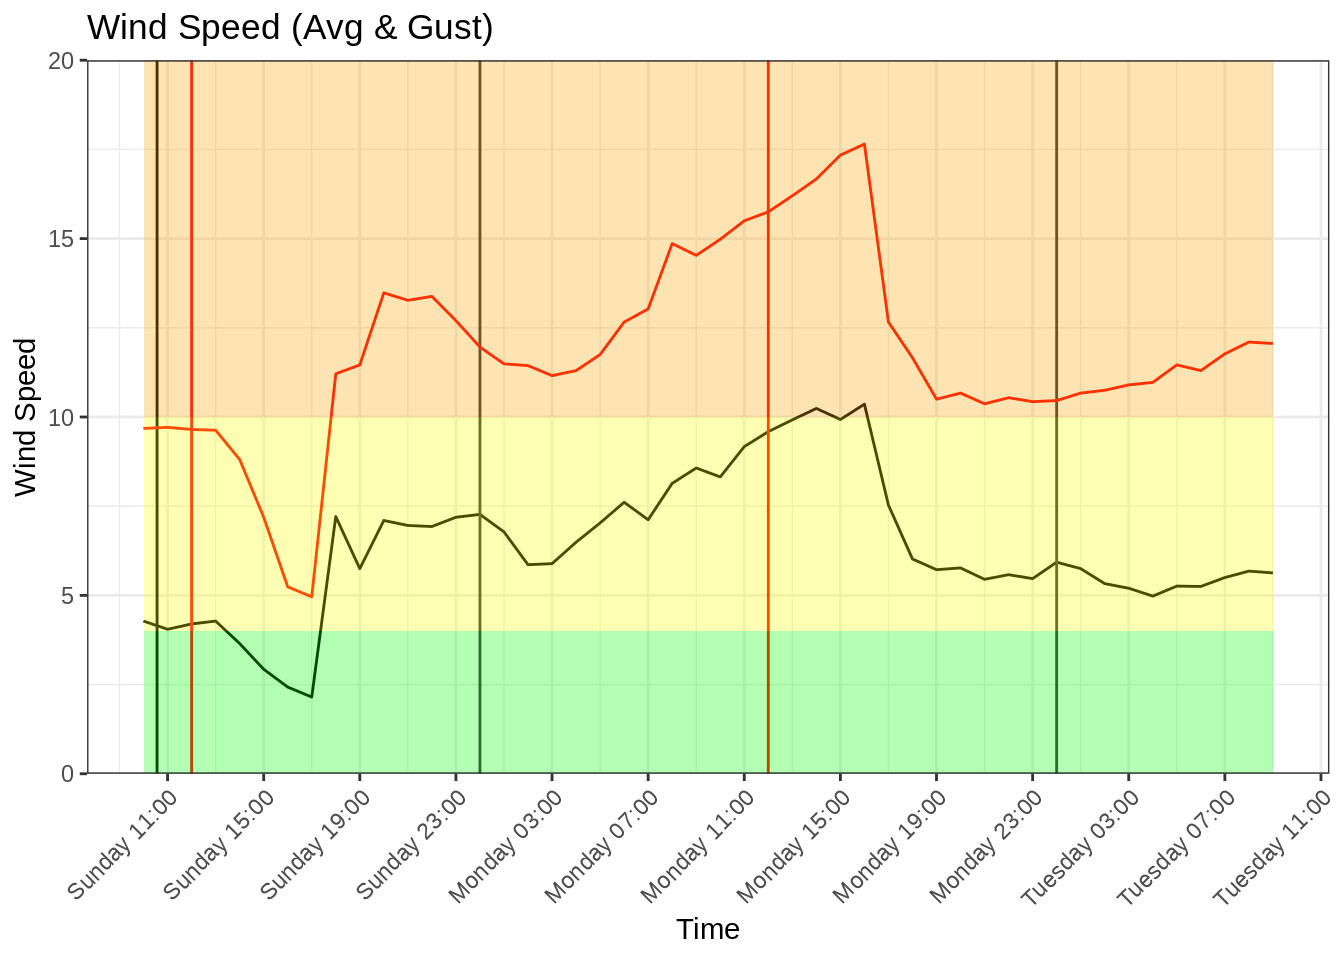 Wind Speed (Avg & Gust)
20
15
10
5
0
Wind Speed
Sunday 11:00
Sunday 15:00
Sunday 19:00
Sunday 23:00
Monday 03:00
Monday 07:00
Monday 11:00
Monday 15:00
Monday 19:00
Monday 23:00
Tuesday 03:00
Tuesday 07:00
Tuesday 11:00
Time